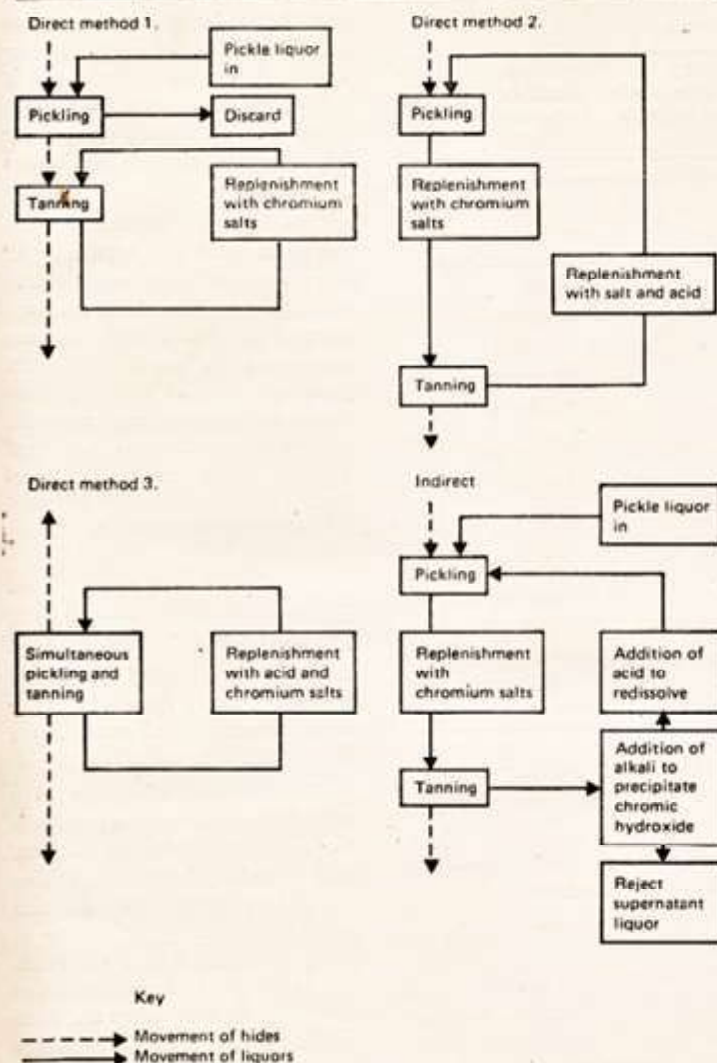 Direct method 1.
Pickle liquor
in
Pickling
Discard
Tanning
Replenishment
with chromium
salts
Direct method 2.
Pickling
Replenishment
with chromium
salts
Replenishment
with salt and acid
Tanning
Direct method 3.
Simultaneous
pickling and
tanning
Replenishment
with acid and
chromium salts
Indirect
Pickle liquor
in
Pickling
Replenishment
with
chromium salts
Addition of
acid to
redissolve
Tanning
Addition of
alkali to
precipitate
chromic
hydroxide
Reject
supernatant
liquor
Key
Movement of hides
Movement of liquors